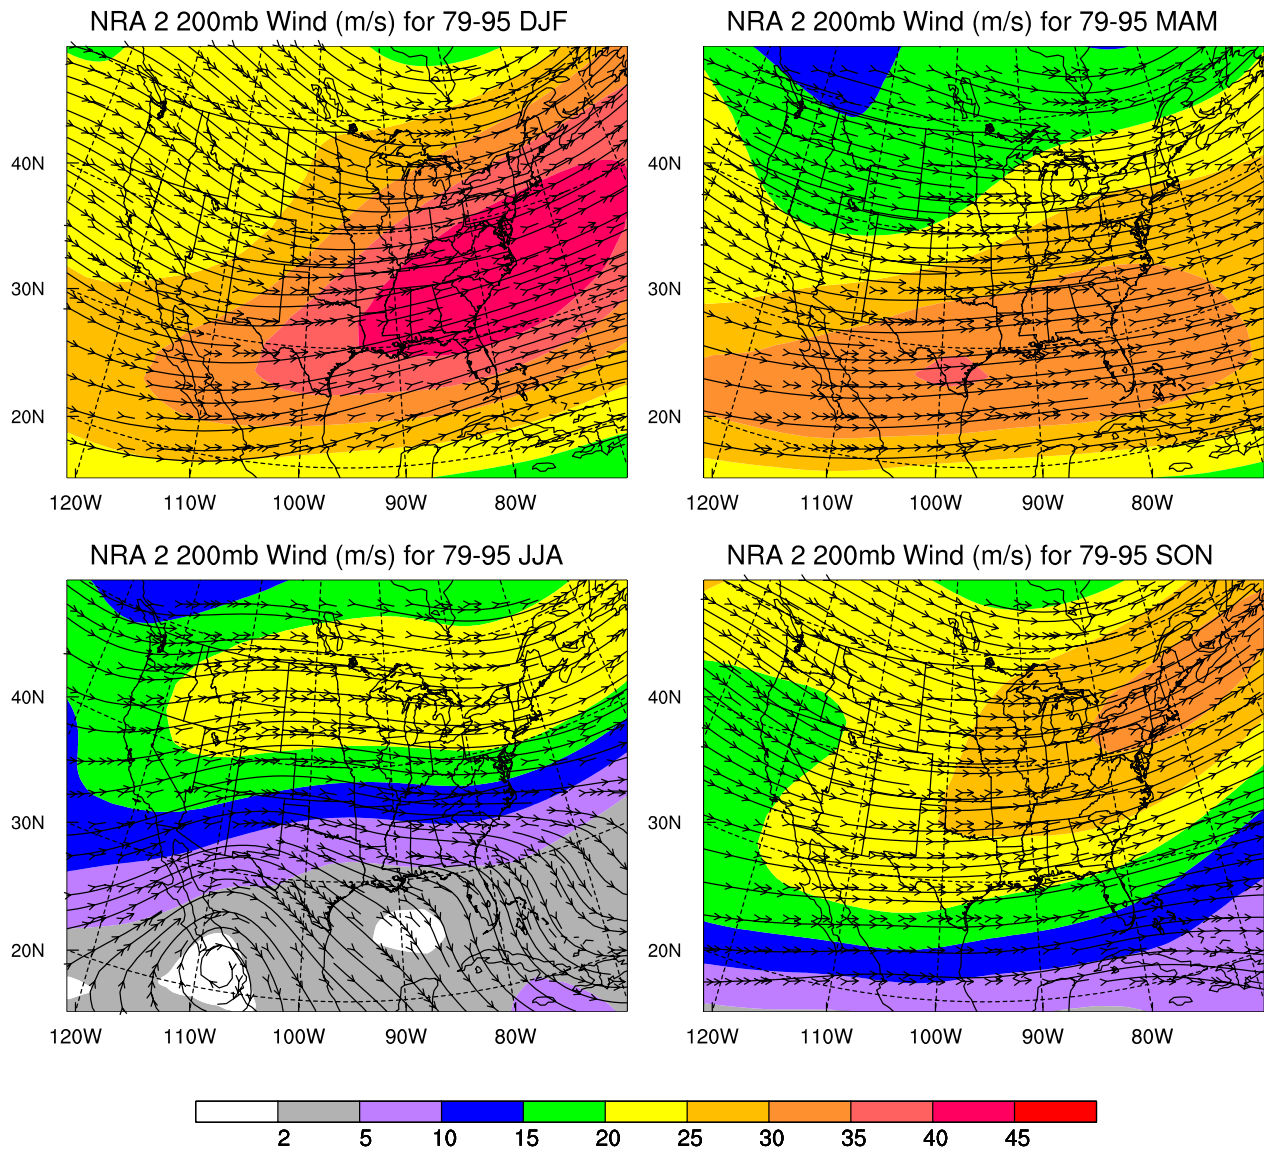 NRA 2 200mb Wind (m/s) for 79-95 DJF
NRA 2 200mb Wind (m/s) for 79-95 MAM
40N
30N
20N
120W 110W 100W 90W 80W
40N
30N
20N
120W 110W 100W 90W 80W
NRA 2 200mb Wind (m/s) for 79-95 JJA
NRA 2 200mb Wind (m/s) for 79-95 SON
40N
30N
20N
120W 110W 100W 90W 80W
40N
30N
20N
120W 110W 100W 90W 80W
2 5 10 15 20 25 30 35 40 45